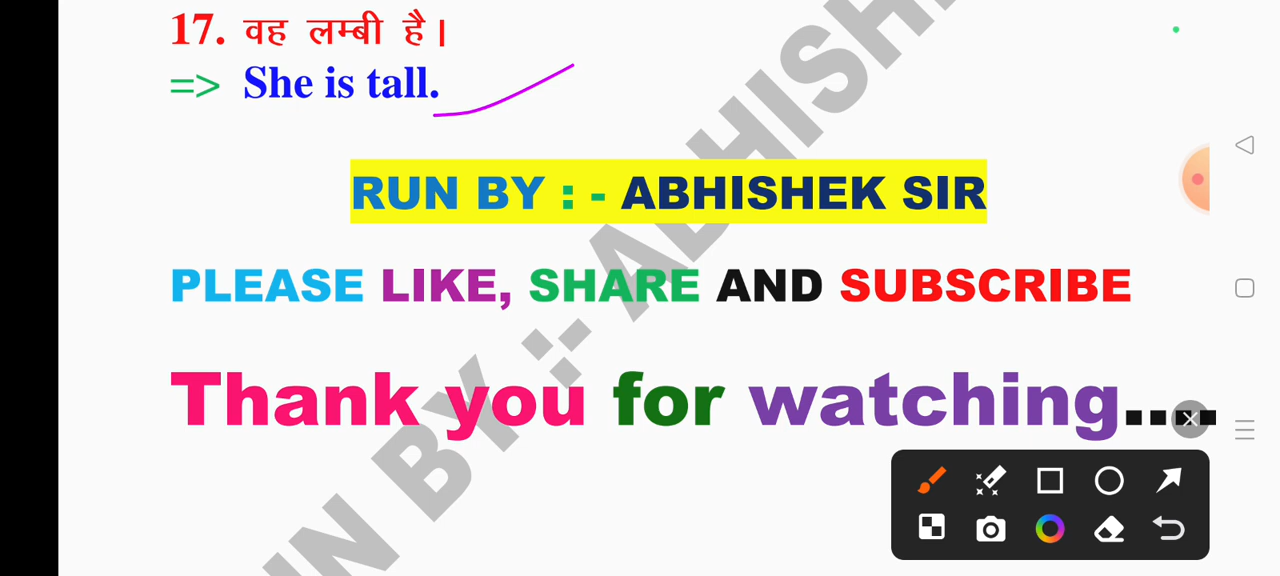 17. वह लम्बी है।
=> She is tall.
RUN BY : - ABHISHEK SIR
PLEASE LIKE, SHARE AND SUBSCRIBE
Thank you for watching....